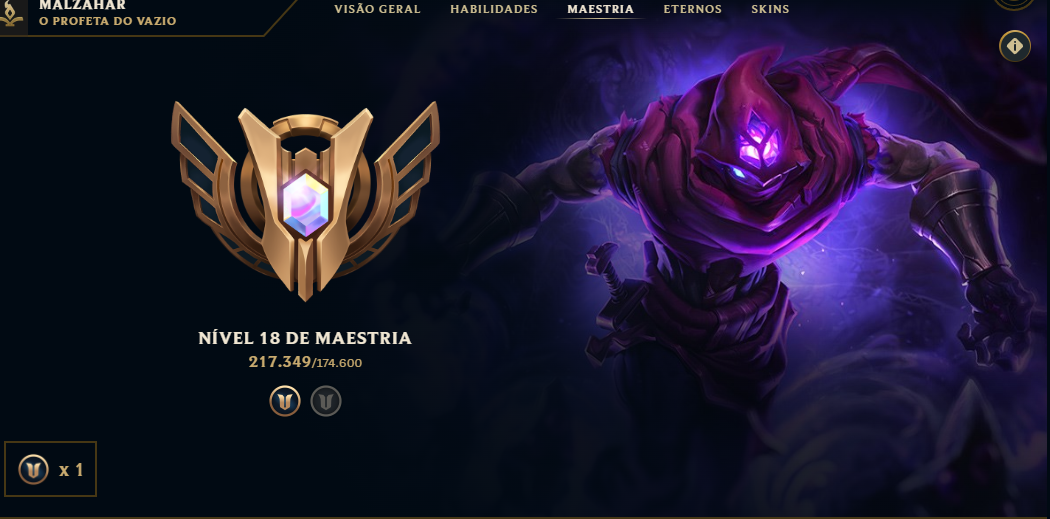 MALZAHAR
O PROFETA DO VAZIO
VISÃO GERAL HABILIDADES MAESTRIA ETERNOS SKINS
NÍVEL 18 DE MAESTRIA
217.349/174.600
x 1